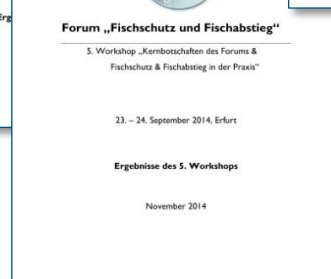 Erg
Forum „Fischschutz und Fischabstieg“
5. Workshop „Kernbotschaften des Forums &
Fischschutz & Fischabstieg in der Praxis“
23. – 24. September 2014, Erfurt
Ergebnisse des 5. Workshops
November 2014